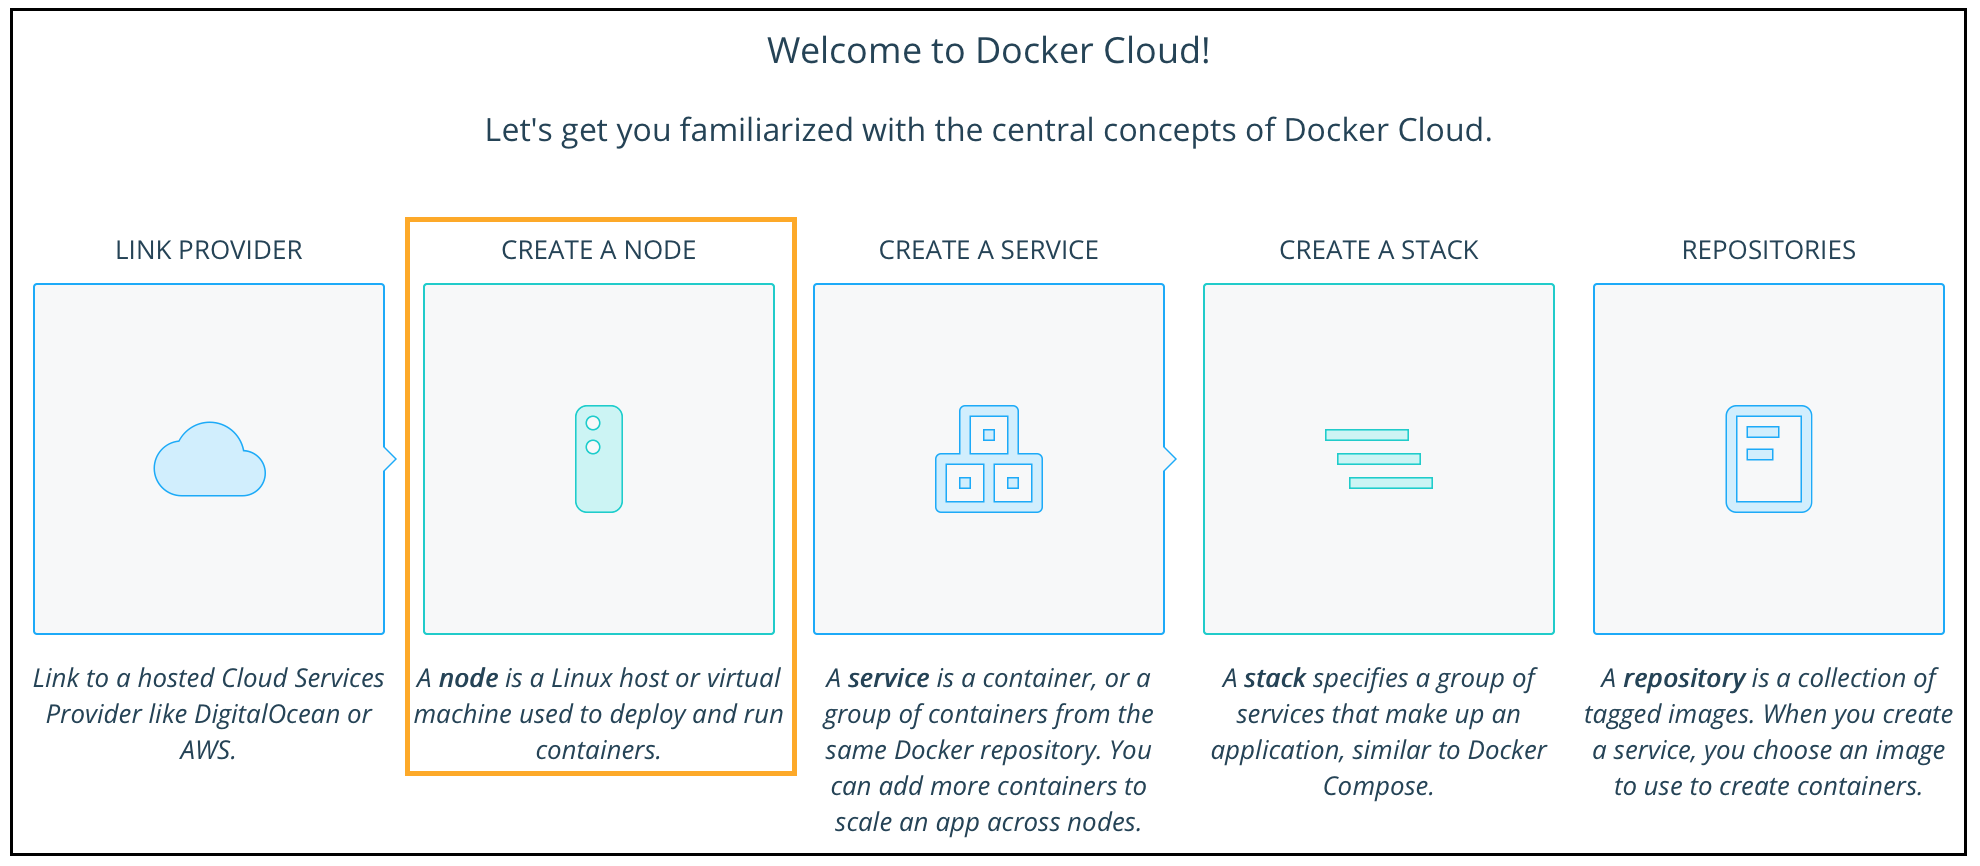 Welcome to Docker Cloud!
Let's get you familiarized with the central concepts of Docker Cloud.
LINK PROVIDER
Link to a hosted Cloud Services
Provider like DigitalOcean or
AWS.
CREATE A NODE
A node is a Linux host or virtual
machine used to deploy and run
containers.
CREATE A SERVICE
A service is a container, or a
group of containers from the
same Docker repository. You
can add more containers to
scale an app across nodes.
CREATE A STACK
A stack specifies a group of
services that make up an
application, similar to Docker
Compose.
REPOSITORIES
A repository is a collection of
tagged images. When you create
a service, you choose an image
to use to create containers.